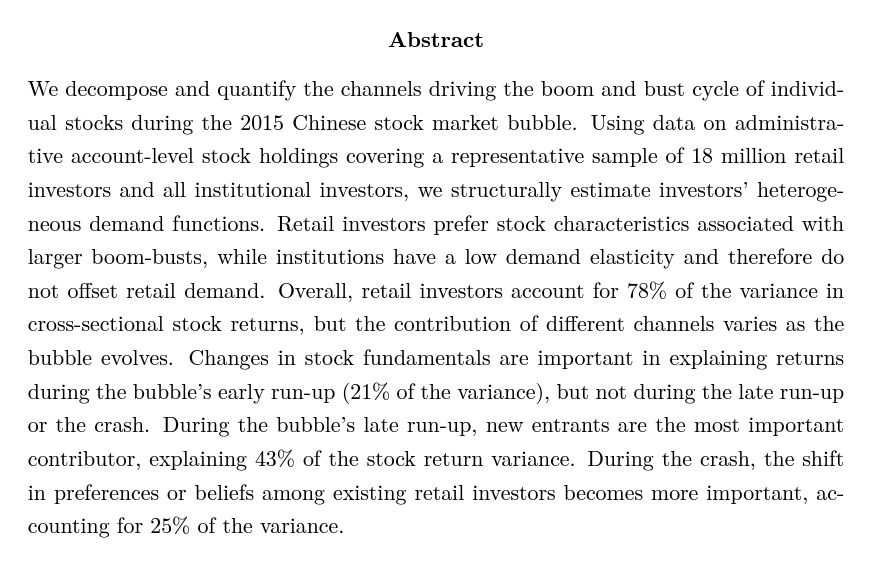 Abstract
We decompose and quantify the channels driving the boom and bust cycle of individ-
ual stocks during the 2015 Chinese stock market bubble. Using data on administra-
tive account-level stock holdings covering a representative sample of 18 million retail
investors and all institutional investors, we structurally estimate investors' heteroge-
neous demand functions. Retail investors prefer stock characteristics associated with
larger boom-busts, while institutions have a low demand elasticity and therefore do
not offset retail demand. Overall, retail investors account for 78% of the variance in
cross-sectional stock returns, but the contribution of different channels varies as the
bubble evolves. Changes in stock fundamentals are important in explaining returns
during the bubble's early run-up (21% of the variance), but not during the late run-up
or the crash. During the bubble's late run-up, new entrants are the most important
contributor, explaining 43% of the stock return variance. During the crash, the shift
in preferences or beliefs among existing retail investors becomes more important, ac-
counting for 25% of the variance.